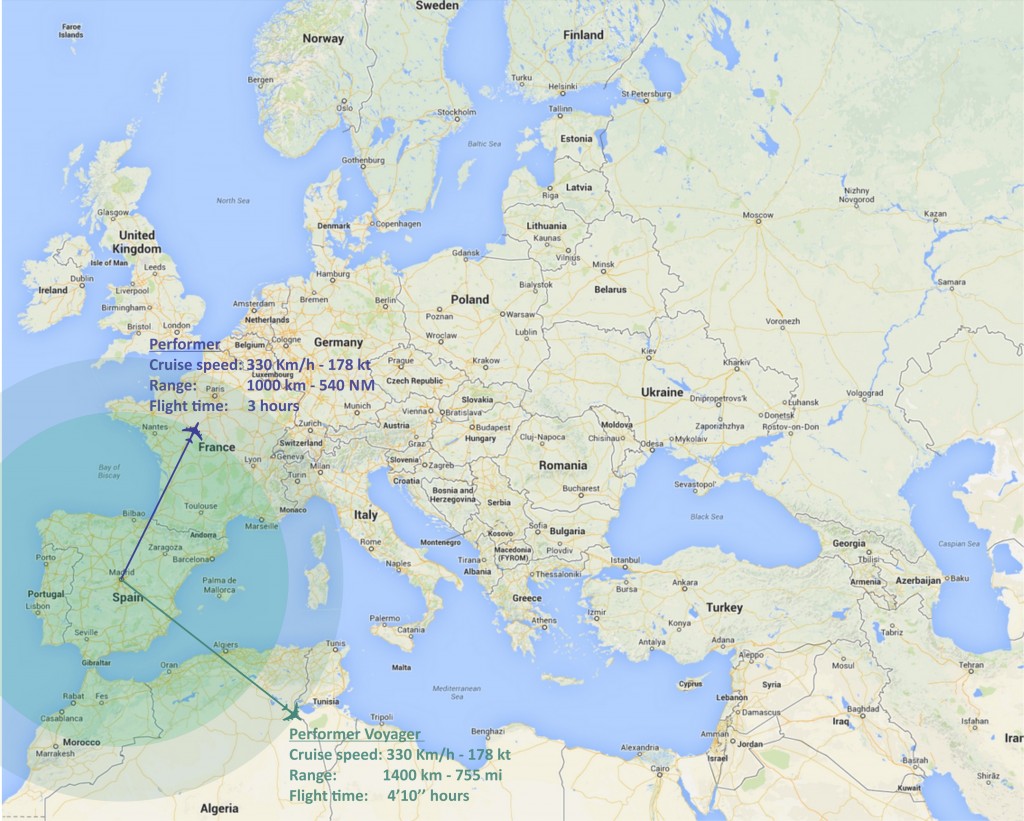 Sweden
Faroe
Islands
Norway
Finland
Bergen
Turku
Helsinki
St Petersburg
Oslo
Stockholm
Tallinn
Estonia
Baltic Sea
Gothenburg
Latvia
Riga
Nizhny
Novgorod
North Sea
Glasgow
Moscow
Kazan
Denmark
Copenhagen
Lithuania
Kaunas
United
Kingdom
Vilnius
Isle of Man
Leeds
Gdansk
Minsk
Dublin
Hamburg
Bialystok
Samara
Ireland
Liverpool
Amsterdam
Bremen
Berlin
Poland
Belarus
Birmingham
Poznan
Warsaw
Netherlands
Bristol
London
Voronezh
Wroclaw
Lublin
Performer
Belgium
Cologne
Germany
Kiev
Cruise speed: 330 Km/h - 178 kt
Prague
Krakow
Kharkiv
Luxembourg
Czech Republic
Range: 1000 km - 540 NM
Paris
Ukraine
Volgograd
Slovakia
Dnipropetrovs'k
Luhansk
Flight time: 3 hours
Munich
Vienna
Bratislava
Donetsk
Nantes
Zurich
Austria
Budapest
Moldova
Zaporizhzhya
Rostov-on-Don
France
Switzerland
Graz
Hungary
Cluj-Napoca
Chisinau
Odesa
Mykolaiv
Lyon
Geneva
Slovenia
Zagreb
Romania
Bay of
Biscay
Milan
Turin
Croatia
Sevastopol'
Bosnia and
Herzegovina
Bucharest
Serbia
Toulouse
Monaco
Italy
Bilbao
Marseille
Black Sea
Andorra
Kosovo
Sofia
Bulgaria
Rome
Montenegro
Georgia
Caspian Sea
Zaragoza
Macedonia
(FYROM)
Plovdiv
Porto
Barcelona
Naples
Tirana
Istanbul
Tbilisi
Madrid
Albania
Thessaloniki
Armenia
Azerbaijan
Baku
Palma de
Mallorca
Bursa
Ankara
Portugal
Spain
Greece
Turkey
Lisbon
Palermo
Izmir
Athens
Konya
Seville
Catania
Tabriz
Algiers
Tunis
Antalya
Adana
Gibraltar
Oran
Malta
Aleppo
Mosul
Tehran
Cyprus
Syria
Mediterranean
Sea
Rabat
Fes
Tunisia
Lebanon
Casablanca
Tripoli
Damascus
Baghdad
Isfahan
Iraq
Performer Voyager
Benghazi
Amman
Iran
Morocco
Alexandria
Jordan
Marrakesh
Cruise speed: 330 Km/h - 178 kt
Israel
Basrah
Cairo
Range: 1400 km - 755 mi
Shiraz
Kuwait
Flight time: 4'10'' hours
Algeria